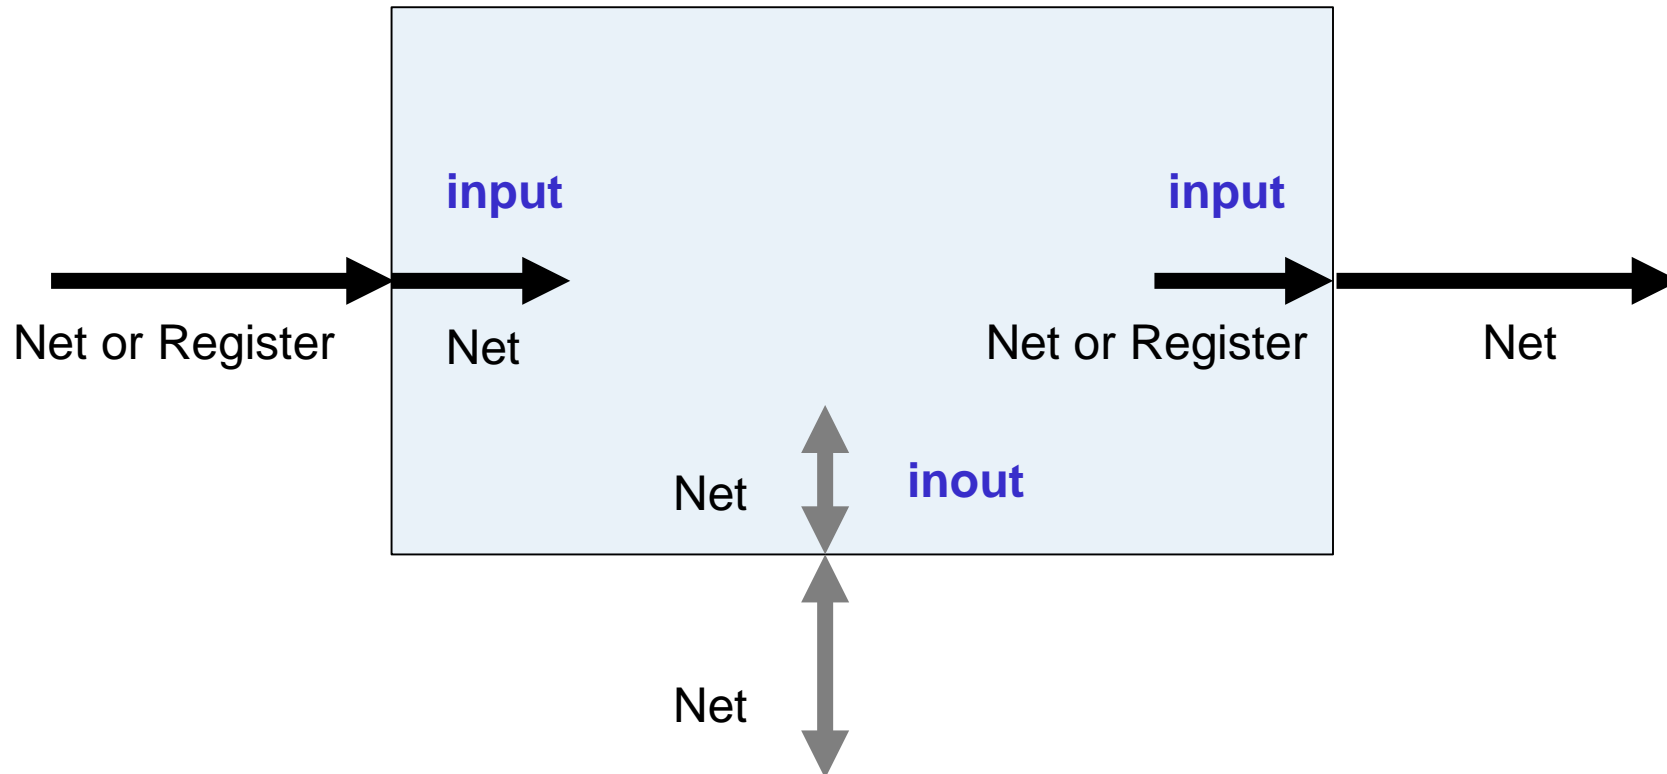 input
input
Net or Register
Net
Net or Register
Net
Net
inout
Net